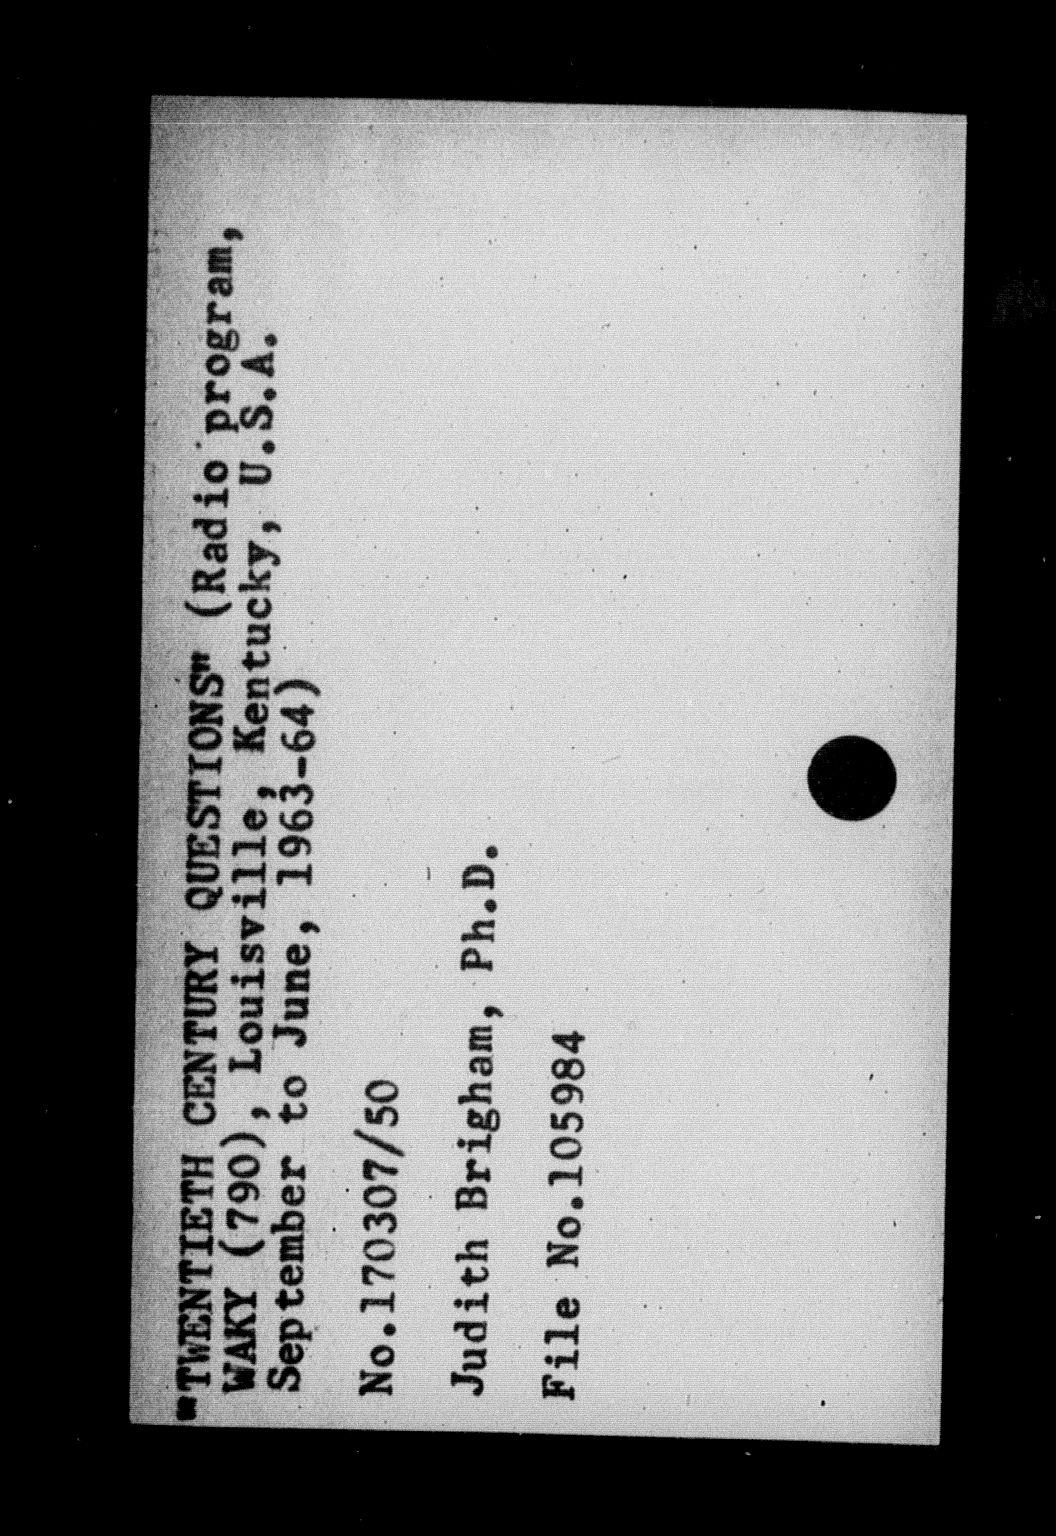 "TWENTIETH CENTURY QUESTIONS" (Radio program,
WAKY (790), Louisville, Kentucky, U.S.A.
September to June, 1963-64)
No.170307/50
Judith Brigham, Ph.D.
File No.105984